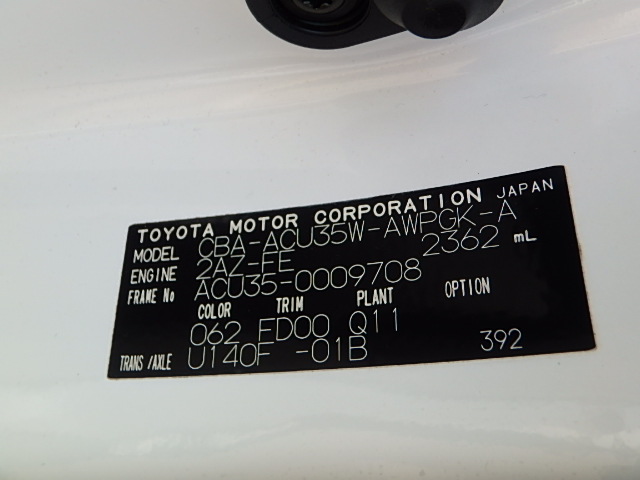 TOYOTA MOTOR CORPORATION JAPAN
MODEL CBA-ACU35W-AWPGK-A
ENGINE 2AZ-FE 2362 mL
FRAME No ACU35-0009708
COLOR TRIM PLANT OPTION
062 FD00 Q11
TRANS/AXLE U140F -01B 392